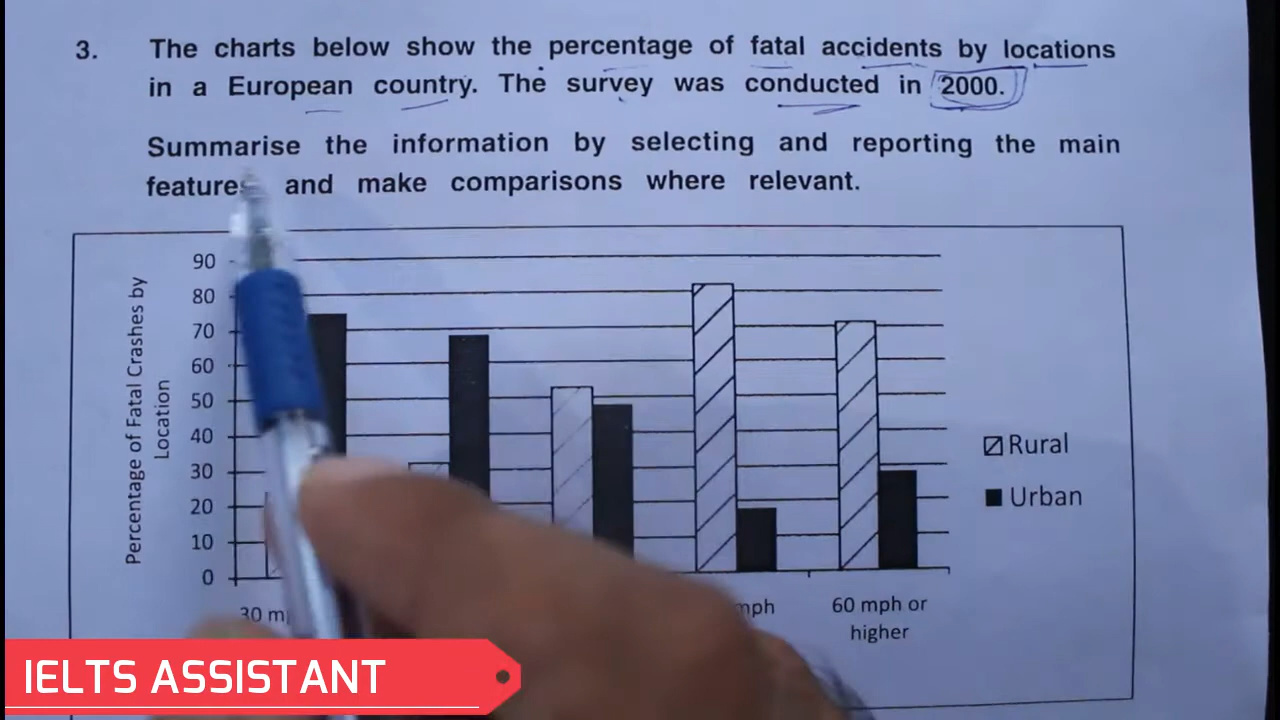 3. The charts below show the percentage of fatal accidents by locations
in a European country. The survey was conducted in 2000.
Summarise the information by selecting and reporting the main
and make comparisons where relevant.
Percentage of Fatal Crashes by
Location
90
80
70
60
50
40
30
20
10
0
30
mph
60 mph or
higher
Rural
Urban
IELTS ASSISTANT